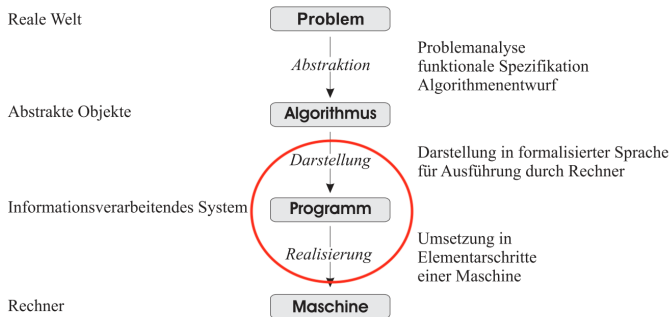 Reale Welt
Problem
Abstraktion
Problemanalyse
funktionale Spezifikation
Algorithmenentwurf
Abstrakte Objekte
Algorithmus
Darstellung
Darstellung in formalisierter Sprache
für Ausführung durch Rechner
Informationsverarbeitendes System
Programm
Realisierung
Umsetzung in
Elementarschritte
einer Maschine
Rechner
Maschine